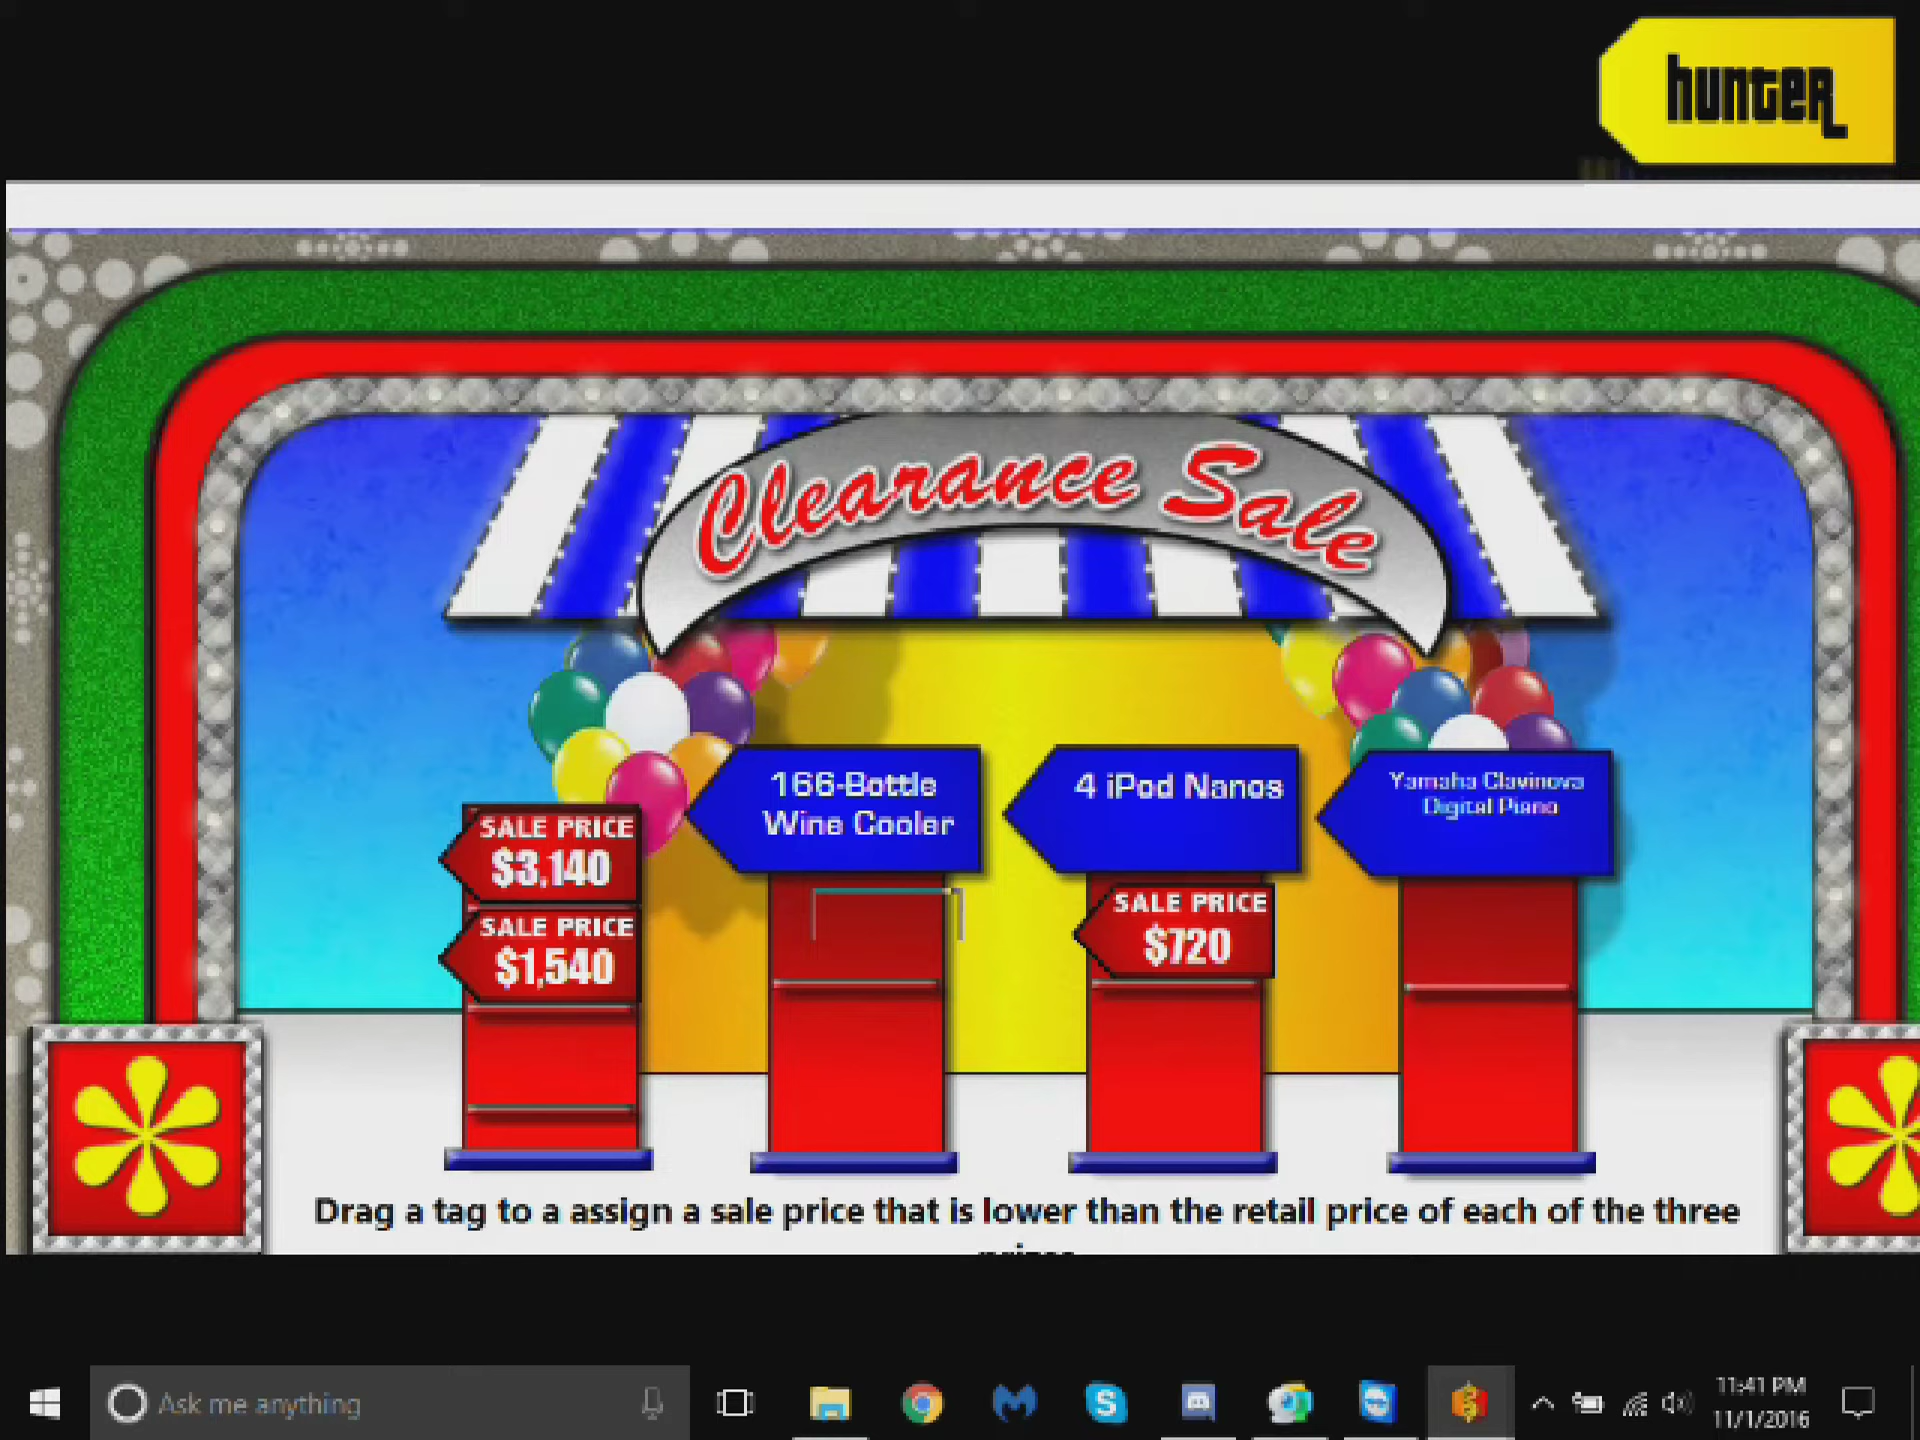 hunter
Clearance Sale
166-Bottle
Wine Cooler
4 iPod Nanos
Yamaha Clavinova
Digital Piano
SALE PRICE
$3,140
SALE PRICE
$1,540
SALE PRICE
$720
Drag a tag to a assign a sale price that is lower than the retail price of each of the three
Ask me anything
11:41 PM
11/1/2016